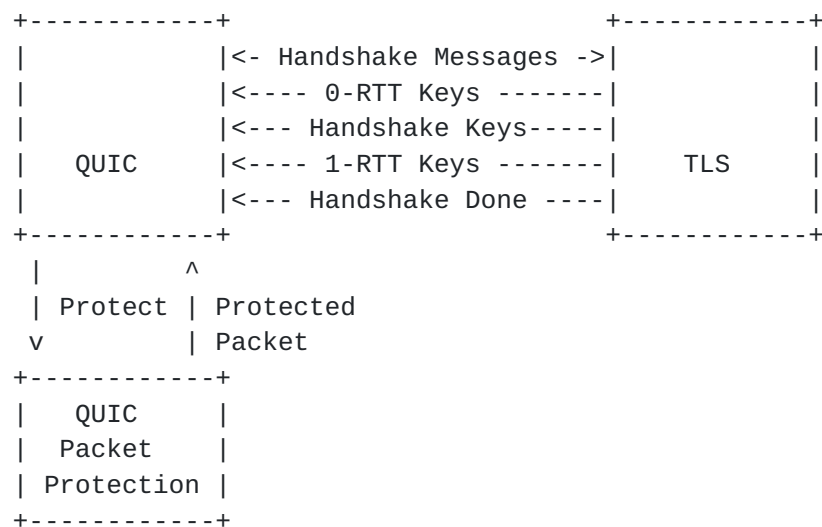 <- Handshake Messages ->
<---- 0-RTT Keys -------
<--- Handshake Keys-----
QUIC <---- 1-RTT Keys ------- TLS
<--- Handshake Done ----
Protect Protected
Packet
QUIC
Packet
Protection